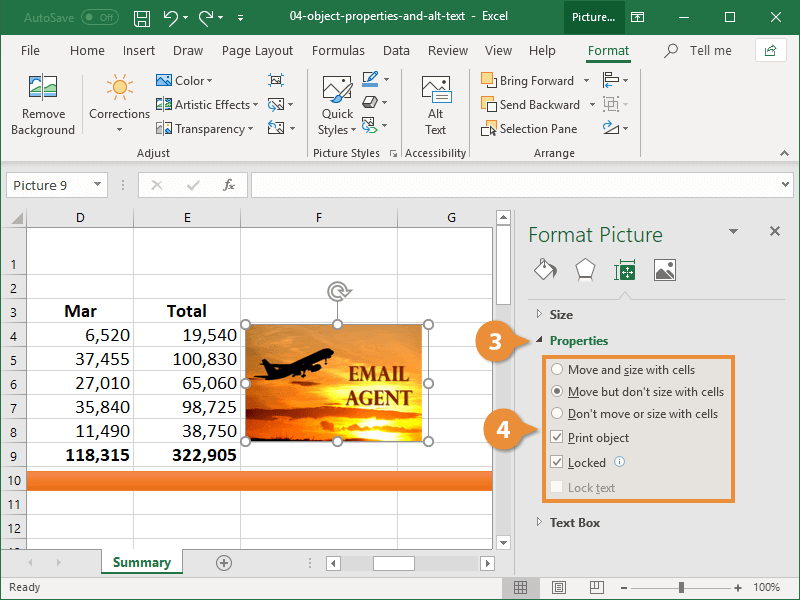 AutoSave Off
04-object-properties-and-alt-text - Excel
Picture...
File Home Insert Draw Page Layout Formulas Data Review View Help Format Tell me
Remove Background
Corrections
Color
Artistic Effects
Transparency
Adjust
Quick Styles
Picture Styles
Alt Text
Accessibility
Bring Forward
Send Backward
Selection Pane
Arrange
Picture 9
fx
D E F G
1
2
3 Mar Total
4 6,520 19,540
5 37,455 100,830
6 27,010 65,060
7 35,840 98,725
8 11,490 38,750
9 118,315 322,905
10
11
12
EMAIL
AGENT
Format Picture
Size
3
Properties
Move and size with cells
Move but don't size with cells
Don't move or size with cells
4
Print object
Locked
Lock text
Text Box
Summary
Ready
100%